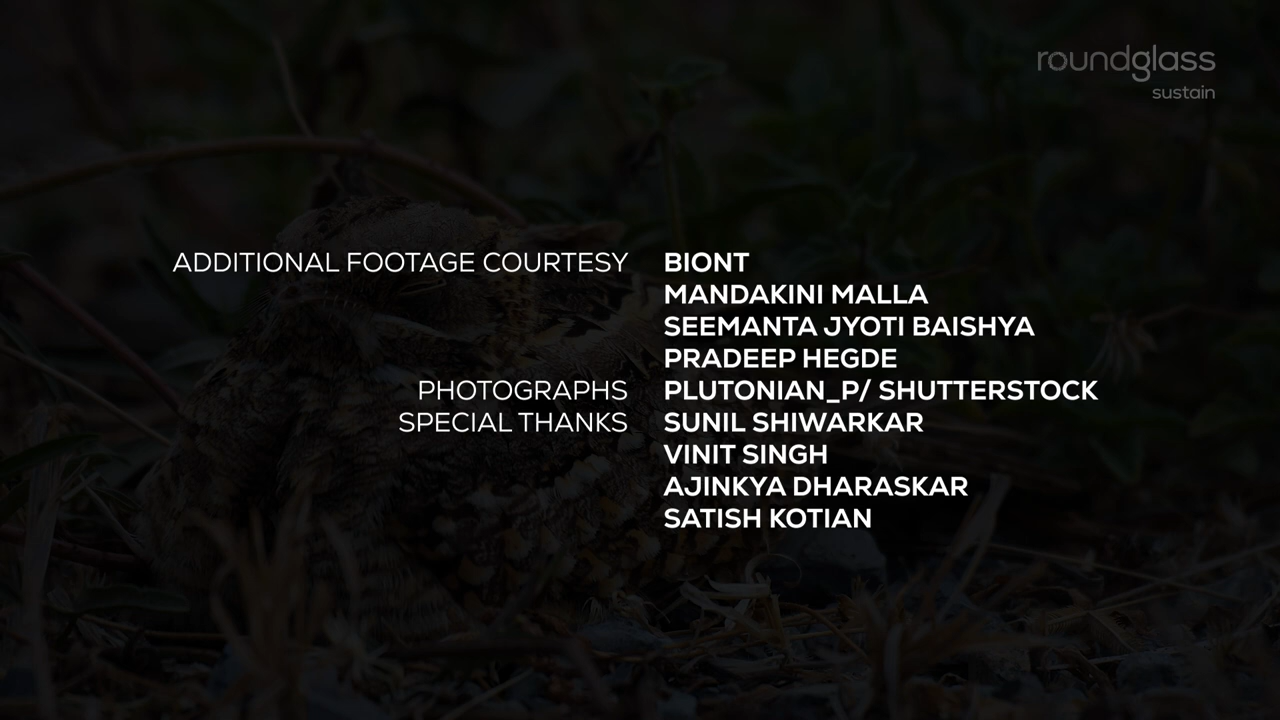 roundglass
sustain
ADDITIONAL FOOTAGE COURTESY BIONT
MANDAKINI MALLA
SEEMANTA JYOTI BAISHYA
PRADEEP HEGDE
PHOTOGRAPHS PLUTONIAN_P/ SHUTTERSTOCK
SPECIAL THANKS SUNIL SHIWARKAR
VINIT SINGH
AJINKYA DHARASKAR
SATISH KOTIAN